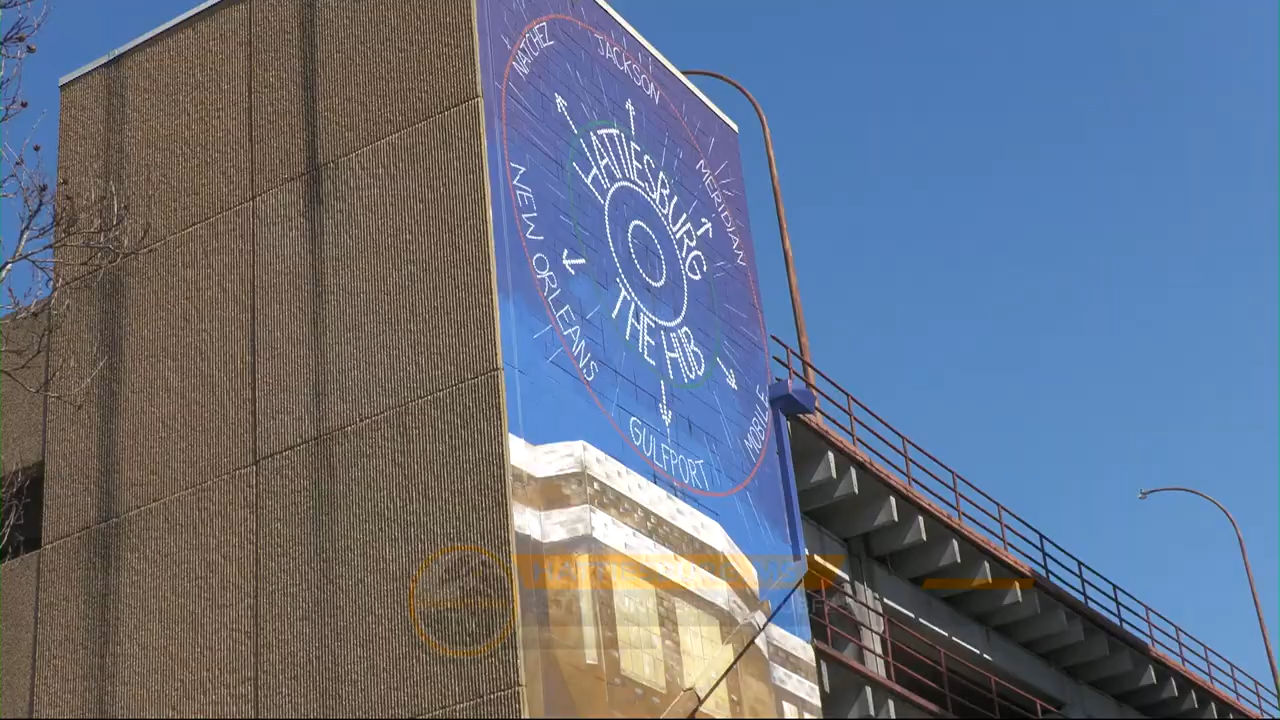 NATCHEZ
JACKSON
MERIDIAN
HATTIESBURG
THE HUB
NEW ORLEANS
MOBILE
GULFPORT